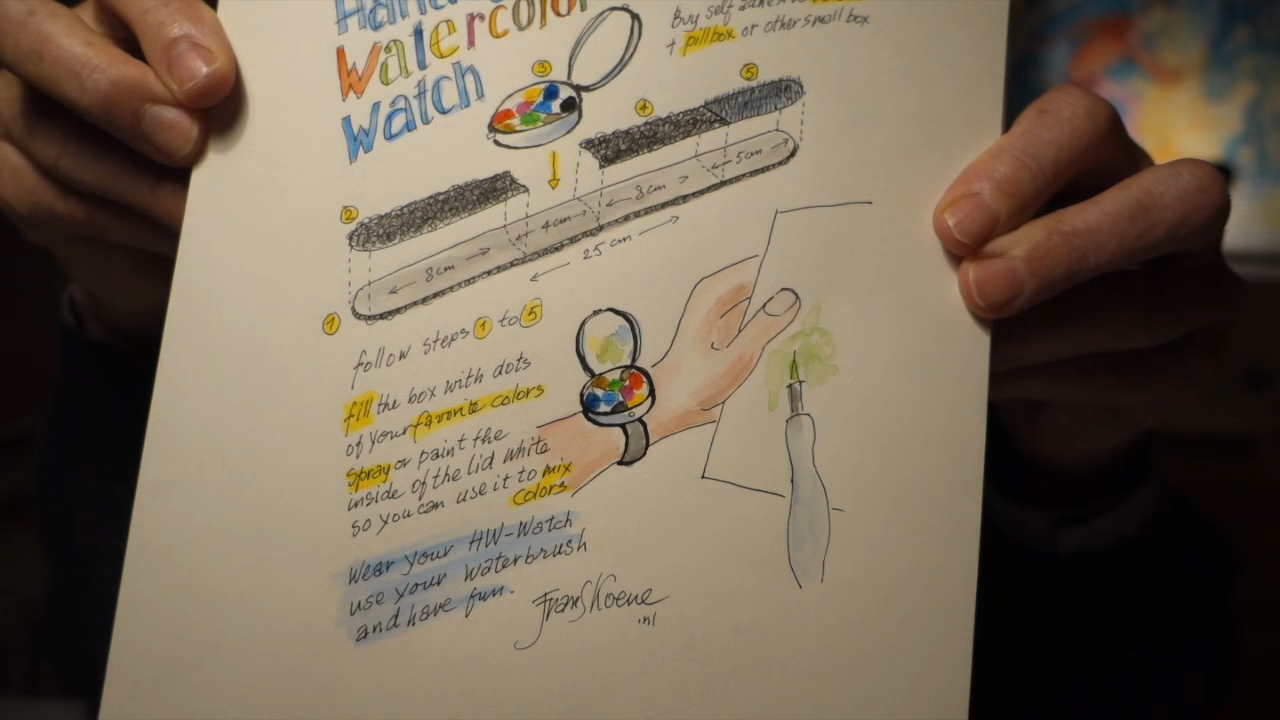 Watercolor
Watch
Buy self
+ pillbox or other small box
3
5
4
2
5cm
8cm
4cm
8cm
25 cm
1
follow steps 1 to 5
fill the box with dots
of your favorite colors
Spray or paint the
inside of the lid white
so you can use it to mix
colors
Wear your HW-Watch
use your waterbrush
and have fun.
Frans Koene
.nl